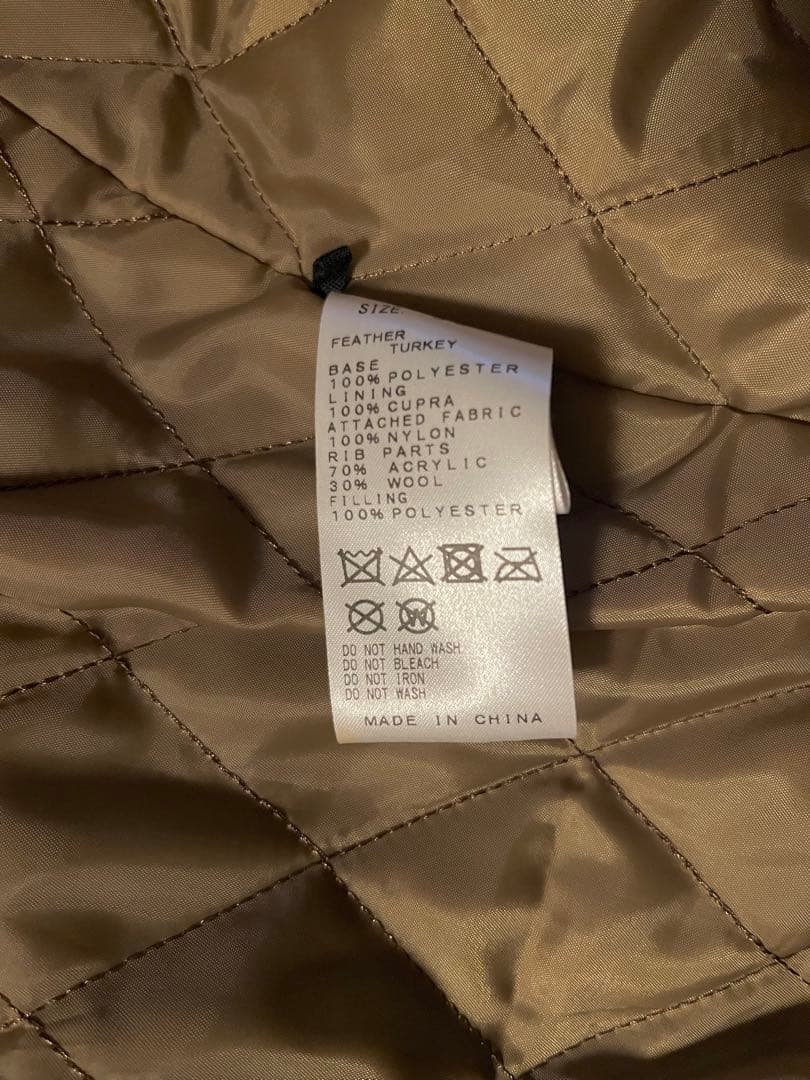 SIZE
FEATHER
TURKEY
BASE
100% POLYESTER
LINING
100% CUPRA
ATTACHED FABRIC
100% NYLON
RIB PARTS
70% ACRYLIC
30% WOOL
FILLING
100% POLYESTER
W
DO NOT HAND WASH
DO NOT BLEACH
DO NOT IRON
DO NOT WASH
MADE IN CHINA